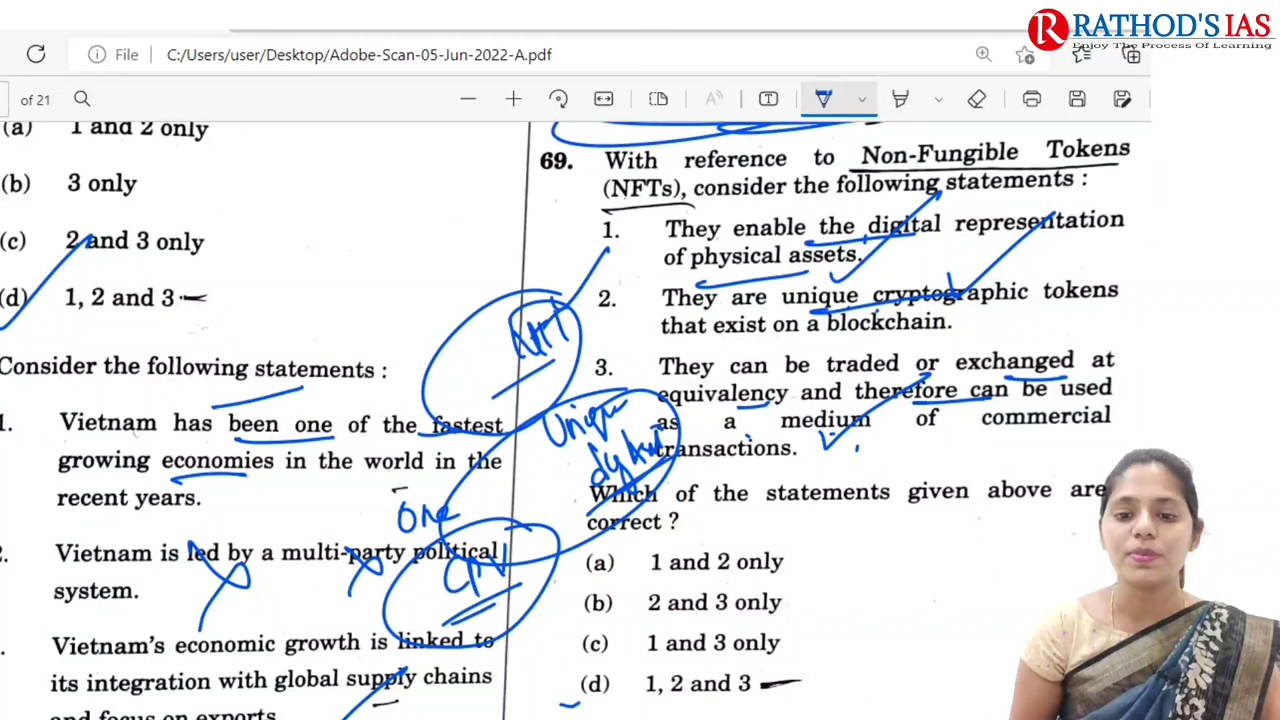 RATHOD'S IAS
Enjoy The Process Of Learning
File
C:/Users/user/Desktop/Adobe-Scan-05-Jun-2022-A.pdf
of 21
(a) 1 and 2 only
(b) 3 only
(c) 2 and 3 only
(d) 1, 2 and 3
Consider the following statements :
1. Vietnam has been one of the fastest
growing economies in the world in the
recent years.
2. Vietnam is led by a multi-party political
system.
Vietnam's economic growth is linked to
its integration with global supply chains
and focus on exports.
One
CPV
69. With reference to Non-Fungible Tokens
(NFTs), consider the following statements :
1. They enable the digital representation
of physical assets.
2. They are unique cryptographic tokens
that exist on a blockchain.
3. They can be traded or exchanged at
equivalency and therefore can be used
as a medium of commercial
transactions.
Unique
Which of the statements given above are
correct ?
(a) 1 and 2 only
(b) 2 and 3 only
(c) 1 and 3 only
(d) 1, 2 and 3